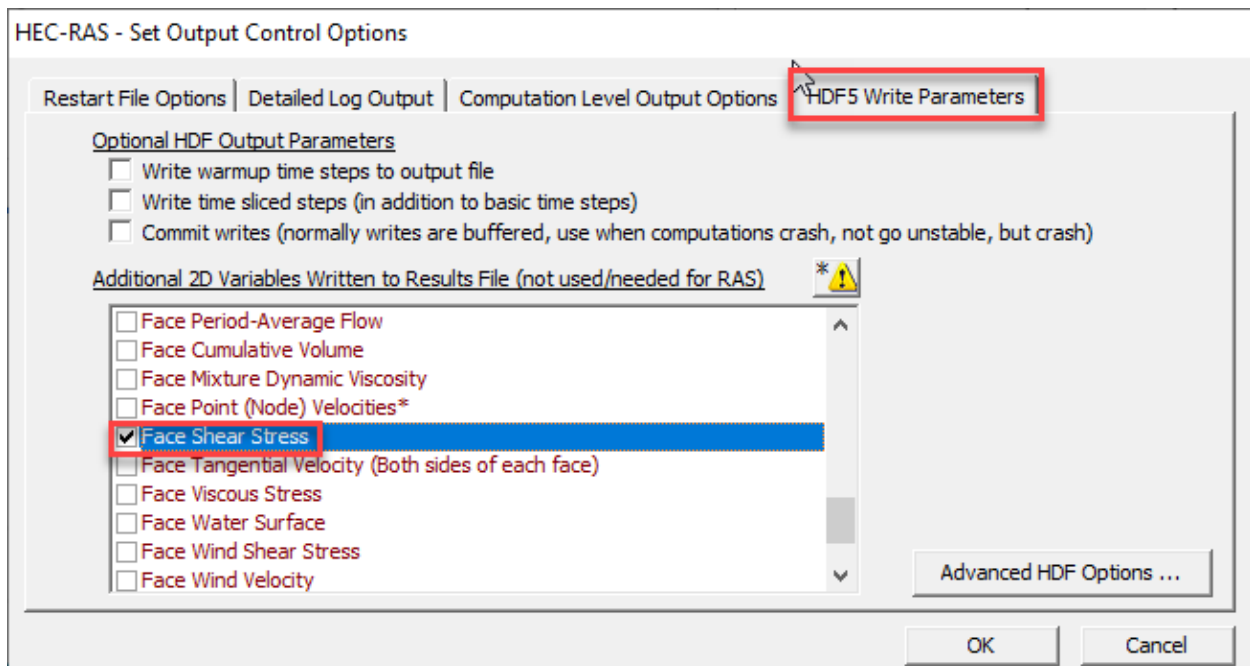 HEC-RAS - Set Output Control Options
Restart File Options Detailed Log Output Computation Level Output Options HDF5 Write Parameters
Optional HDF Output Parameters
Write warmup time steps to output file
Write time sliced steps (in addition to basic time steps)
Commit writes (normally writes are buffered, use when computations crash, not go unstable, but crash)
Additional 2D Variables Written to Results File (not used/needed for RAS) *
Face Period-Average Flow
Face Cumulative Volume
Face Mixture Dynamic Viscosity
Face Point (Node) Velocities*
Face Shear Stress
Face Tangential Velocity (Both sides of each face)
Face Viscous Stress
Face Water Surface
Face Wind Shear Stress
Face Wind Velocity
Advanced HDF Options ...
OK Cancel